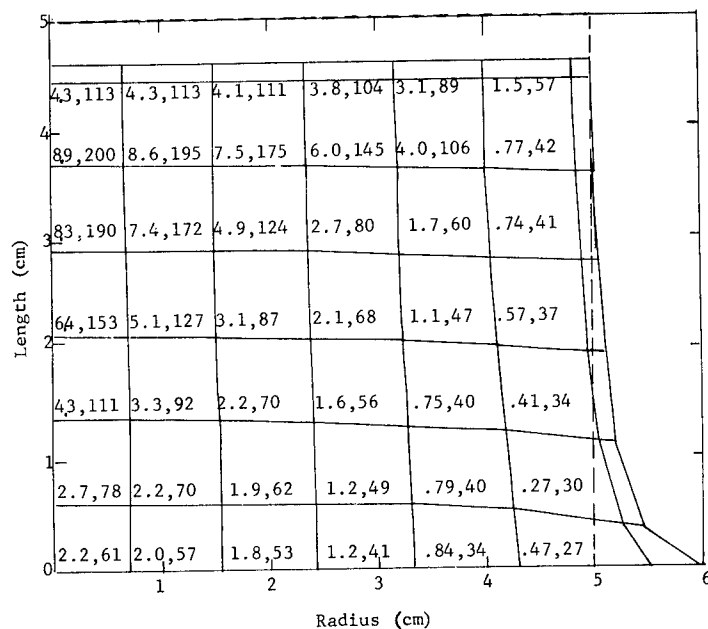 5
43,113 4.3,113 4.1,111 3.8,104 3.1,89 1.5,57
4
89,200 8.6,195 7.5,175 6.0,145 4.0,106 .77,42
83,190 7.4,172 4.9,124 2.7,80 1.7,60 .74,41
3
64,153 5.1,127 3.1,87 2.1,68 1.1,47 .57,37
2
43,111 3.3,92 2.2,70 1.6,56 .75,40 .41,34
1
2.7,78 2.2,70 1.9,62 1.2,49 .79,40 .27,30
2.2,61 2.0,57 1.8,53 1.2,41 .84,34 .47,27
0
1 2 3 4 5 6
Length (cm)
Radius (cm)